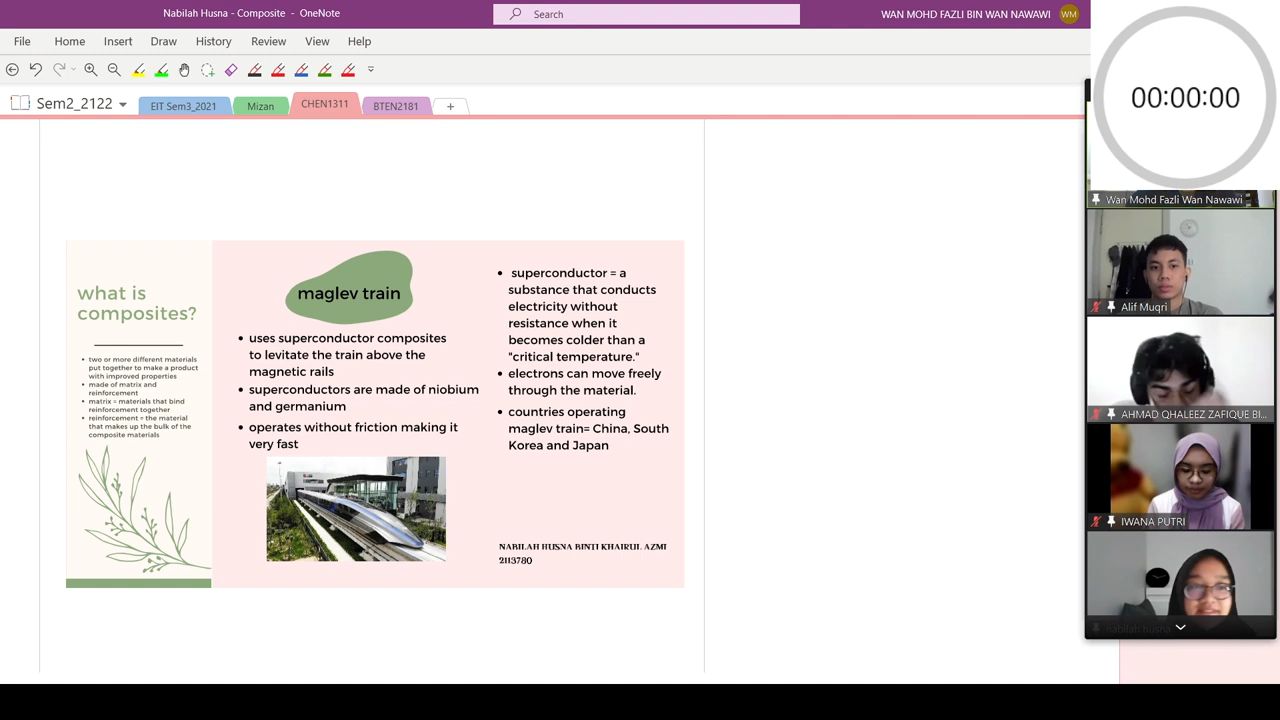 Nabilah Husna - Composite - OneNote
Search
WAN MOHD FAZLI BIN WAN NAWAWI
WM
File Home Insert Draw History Review View Help
Sem2_2122
EIT Sem3_2021
Mizan
CHEN1311
BTEN2181
+
what is
composites?
• two or more different materials
put together to make a product
with improved properties
• made of matrix and
reinforcement
• matrix = materials that bind
reinforcement together
• reinforcement = the material
that makes up the bulk of the
composite materials
maglev train
• uses superconductor composites
to levitate the train above the
magnetic rails
• superconductors are made of niobium
and germanium
• operates without friction making it
very fast
• superconductor = a
substance that conducts
electricity without
resistance when it
becomes colder than a
"critical temperature."
• electrons can move freely
through the material.
• countries operating
maglev train= China, South
Korea and Japan
NABILAH HUSNA BINTI KHAIRUL AZMI
2113780
00:00:00
Wan Mohd Fazli Wan Nawawi
Alif Muqri
AHMAD QHALEEZ ZAFIQUE BI...
IWANA PUTRI
nabilah husna